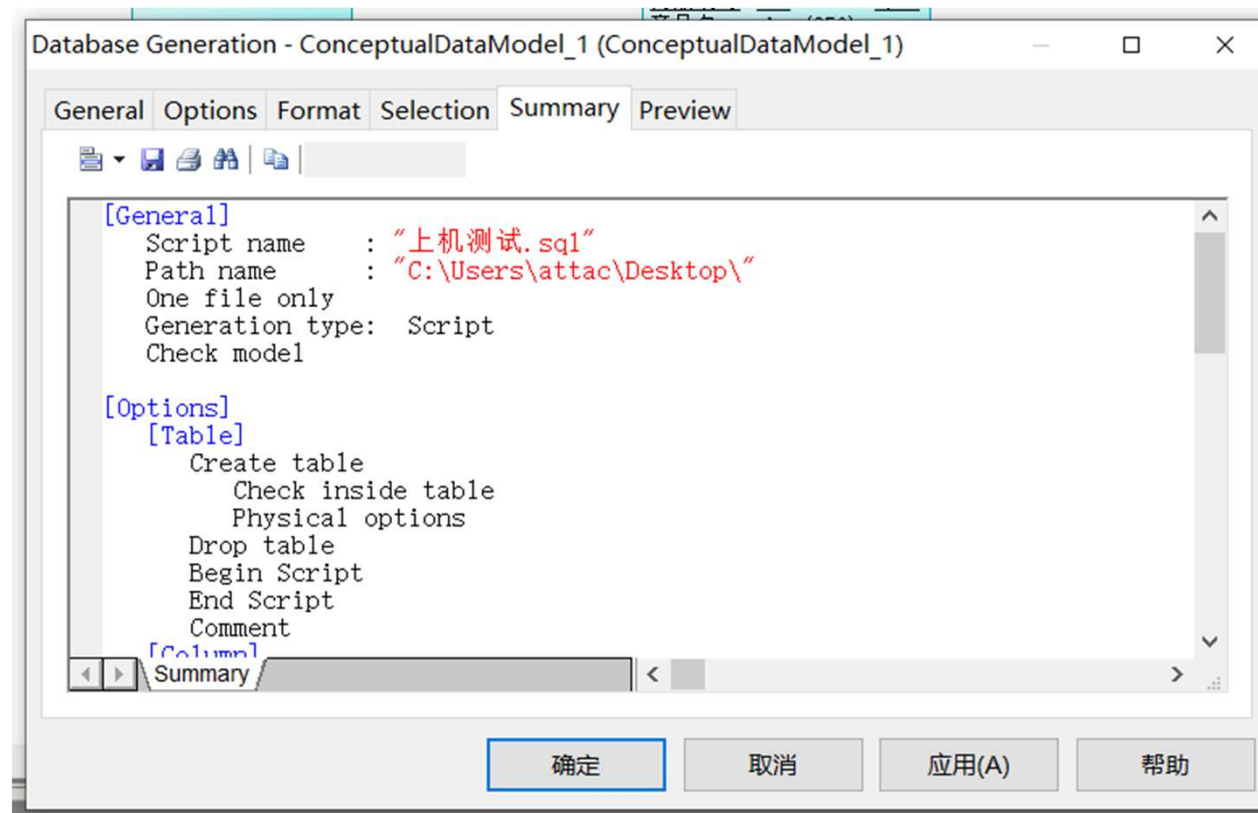 Database Generation - ConceptualDataModel_1 (ConceptualDataModel_1)
General Options Format Selection Summary Preview
[General]
Script name : "上机测试.sql"
Path name : "C:\Users\attac\Desktop\"
One file only
Generation type: Script
Check model
[Options]
[Table]
Create table
Check inside table
Physical options
Drop table
Begin Script
End Script
Comment
[Column]
Summary
确定 取消 应用(A) 帮助